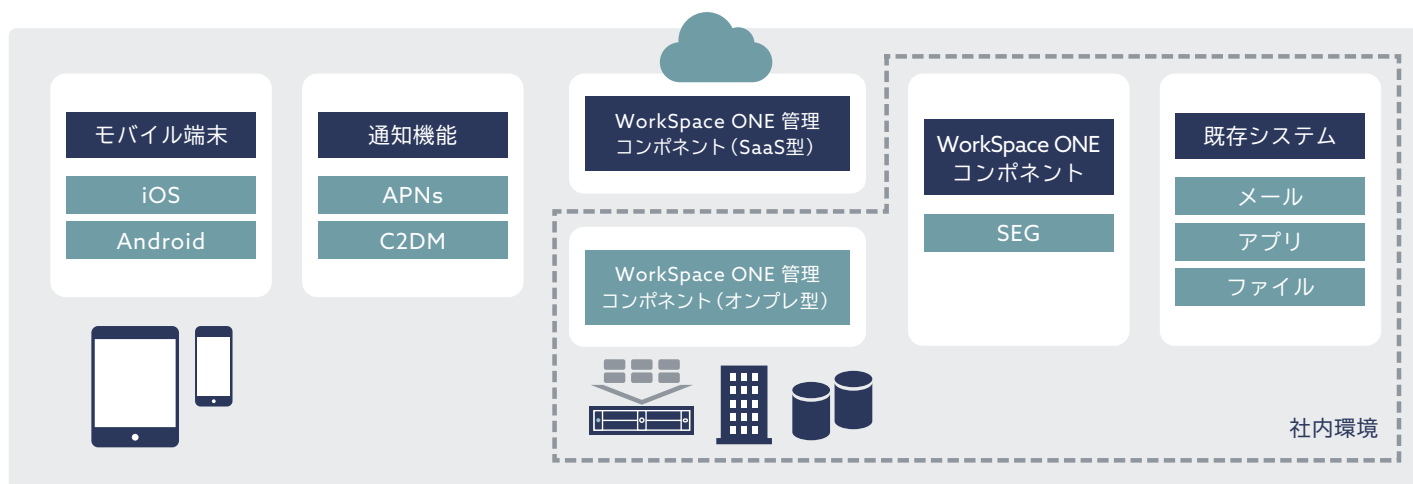 モバイル端末
iOS
Android
通知機能
APNs
C2DM
WorkSpace ONE 管理
コンポネント(SaaS型)
WorkSpace ONE 管理
コンポネント(オンプレ型)
WorkSpace ONE
コンポネント
SEG
既存システム
メール
アプリ
ファイル
社内環境